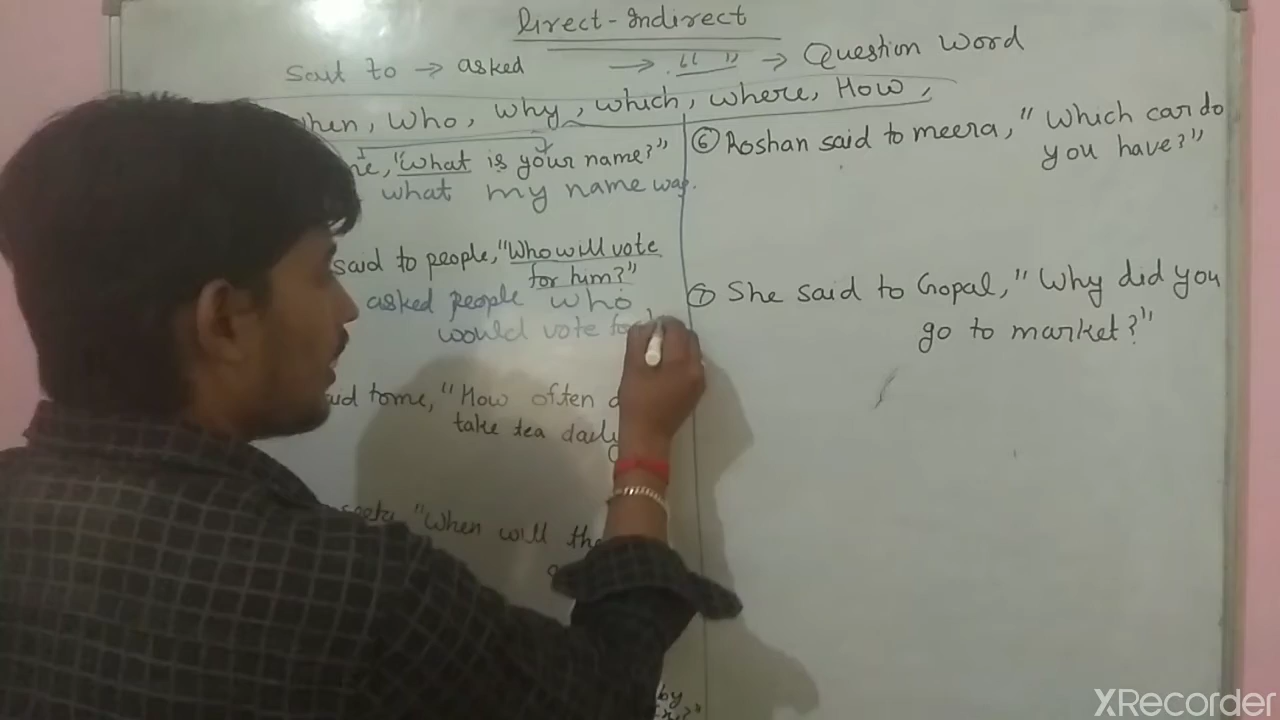 Direct-Indirect
Said to → asked → " " → Question Word
When, Who, Why, which, where, How,
"What is your name?"
what my name was.
said to people, "Who will vote
for him?"
asked people who
would vote for
to me, "How often
take tea daily
"When will the
by
⑥ Roshan said to meera, "Which car do
you have?"
⑦ She said to Gopal, "Why did you
go to market?"
XRecorder